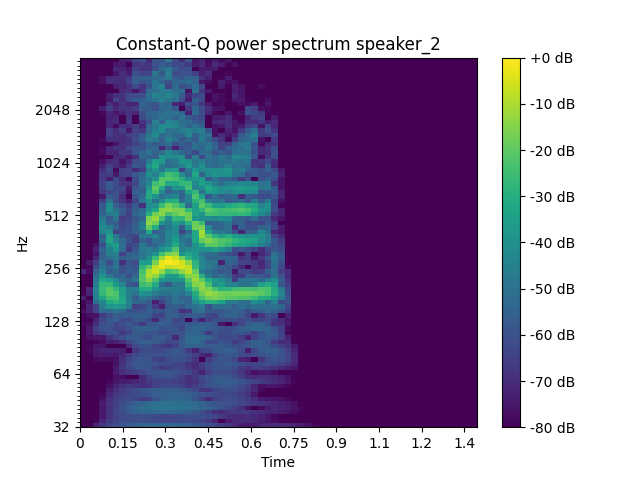 Constant-Q power spectrum speaker_2
Hz
2048
1024
512
256
128
64
32
0 0.15 0.3 0.45 0.6 0.75 0.9 1.1 1.2 1.4
Time
+0 dB
-10 dB
-20 dB
-30 dB
-40 dB
-50 dB
-60 dB
-70 dB
-80 dB